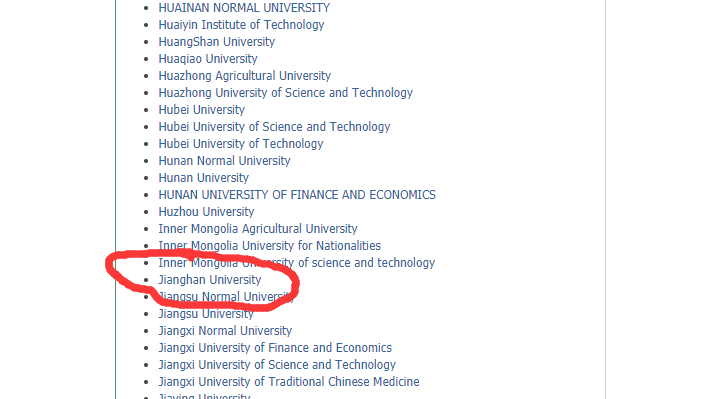 HUAINAN NORMAL UNIVERSITY
Huaiyin Institute of Technology
HuangShan University
Huaqiao University
Huazhong Agricultural University
Huazhong University of Science and Technology
Hubei University
Hubei University of Science and Technology
Hubei University of Technology
Hunan Normal University
Hunan University
HUNAN UNIVERSITY OF FINANCE AND ECONOMICS
Huzhou University
Inner Mongolia Agricultural University
Inner Mongolia University for Nationalities
Inner Mongolia University of science and technology
Jianghan University
Jiangsu Normal University
Jiangsu University
Jiangxi Normal University
Jiangxi University of Finance and Economics
Jiangxi University of Science and Technology
Jiangxi University of Traditional Chinese Medicine
Jiaying University